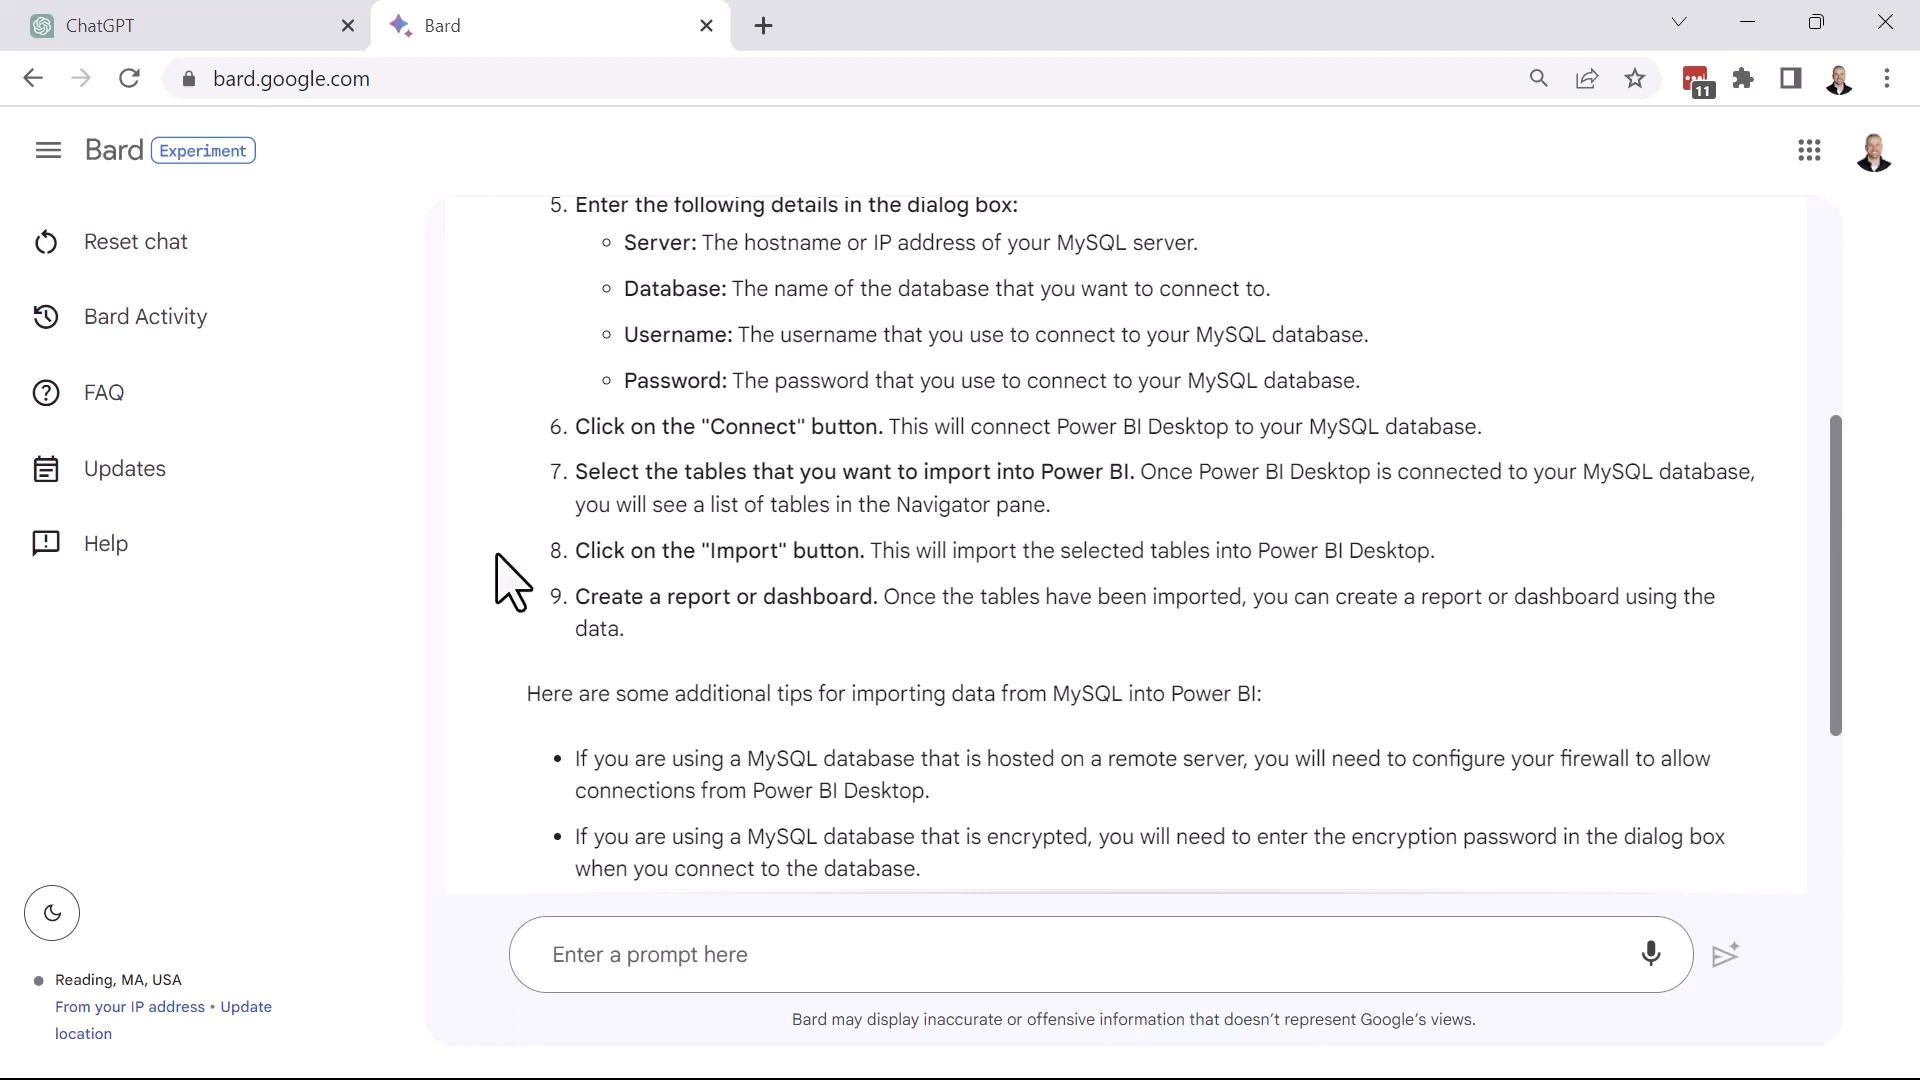 ChatGPT
Bard
bard.google.com
11
Bard Experiment
Reset chat
Bard Activity
FAQ
Updates
Help
Reading, MA, USA
From your IP address • Update
location
5. Enter the following details in the dialog box:
Server: The hostname or IP address of your MySQL server.
Database: The name of the database that you want to connect to.
Username: The username that you use to connect to your MySQL database.
Password: The password that you use to connect to your MySQL database.
6. Click on the "Connect" button. This will connect Power BI Desktop to your MySQL database.
7. Select the tables that you want to import into Power BI. Once Power BI Desktop is connected to your MySQL database,
you will see a list of tables in the Navigator pane.
8. Click on the "Import" button. This will import the selected tables into Power BI Desktop.
9. Create a report or dashboard. Once the tables have been imported, you can create a report or dashboard using the
data.
Here are some additional tips for importing data from MySQL into Power BI:
• If you are using a MySQL database that is hosted on a remote server, you will need to configure your firewall to allow
connections from Power BI Desktop.
• If you are using a MySQL database that is encrypted, you will need to enter the encryption password in the dialog box
when you connect to the database.
Enter a prompt here
Bard may display inaccurate or offensive information that doesn't represent Google's views.